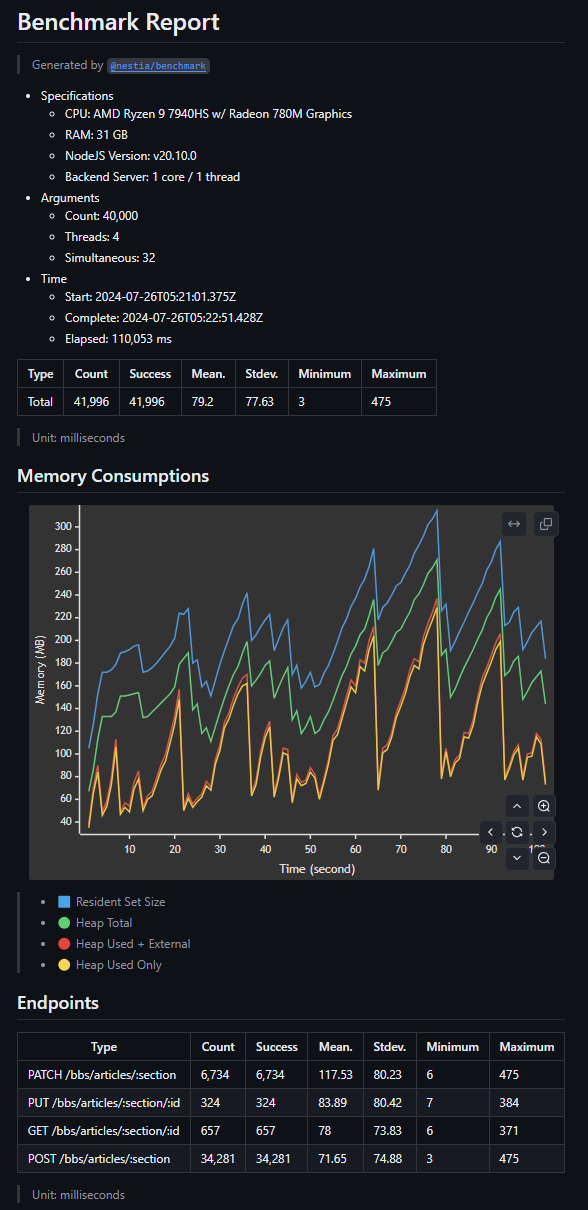 Benchmark Report
Generated by @nestia/benchmark
Specifications
CPU: AMD Ryzen 9 7940HS w/ Radeon 780M Graphics
RAM: 31 GB
NodeJS Version: v20.10.0
Backend Server: 1 core / 1 thread
Arguments
Count: 40,000
Threads: 4
Simultaneous: 32
Time
Start: 2024-07-26T05:21:01.375Z
Complete: 2024-07-26T05:22:51.428Z
Elapsed: 110,053 ms
Type Count Success Mean. Stdev. Minimum Maximum
Total 41,996 41,996 79.2 77.63 3 475
Unit: milliseconds
Memory Consumptions
300
280
260
240
220
200
180
160
140
120
100
80
60
40
Memory (MB)
10 20 30 40 50 60 70 80 90 100
Time (second)
Resident Set Size
Heap Total
Heap Used + External
Heap Used Only
Endpoints
Type Count Success Mean. Stdev. Minimum Maximum
PATCH /bbs/articles/:section 6,734 6,734 117.53 80.23 6 475
PUT /bbs/articles/:section/:id 324 324 83.89 80.42 7 384
GET /bbs/articles/:section/:id 657 657 78 73.83 6 371
POST /bbs/articles/:section 34,281 34,281 71.65 74.88 3 475
Unit: milliseconds